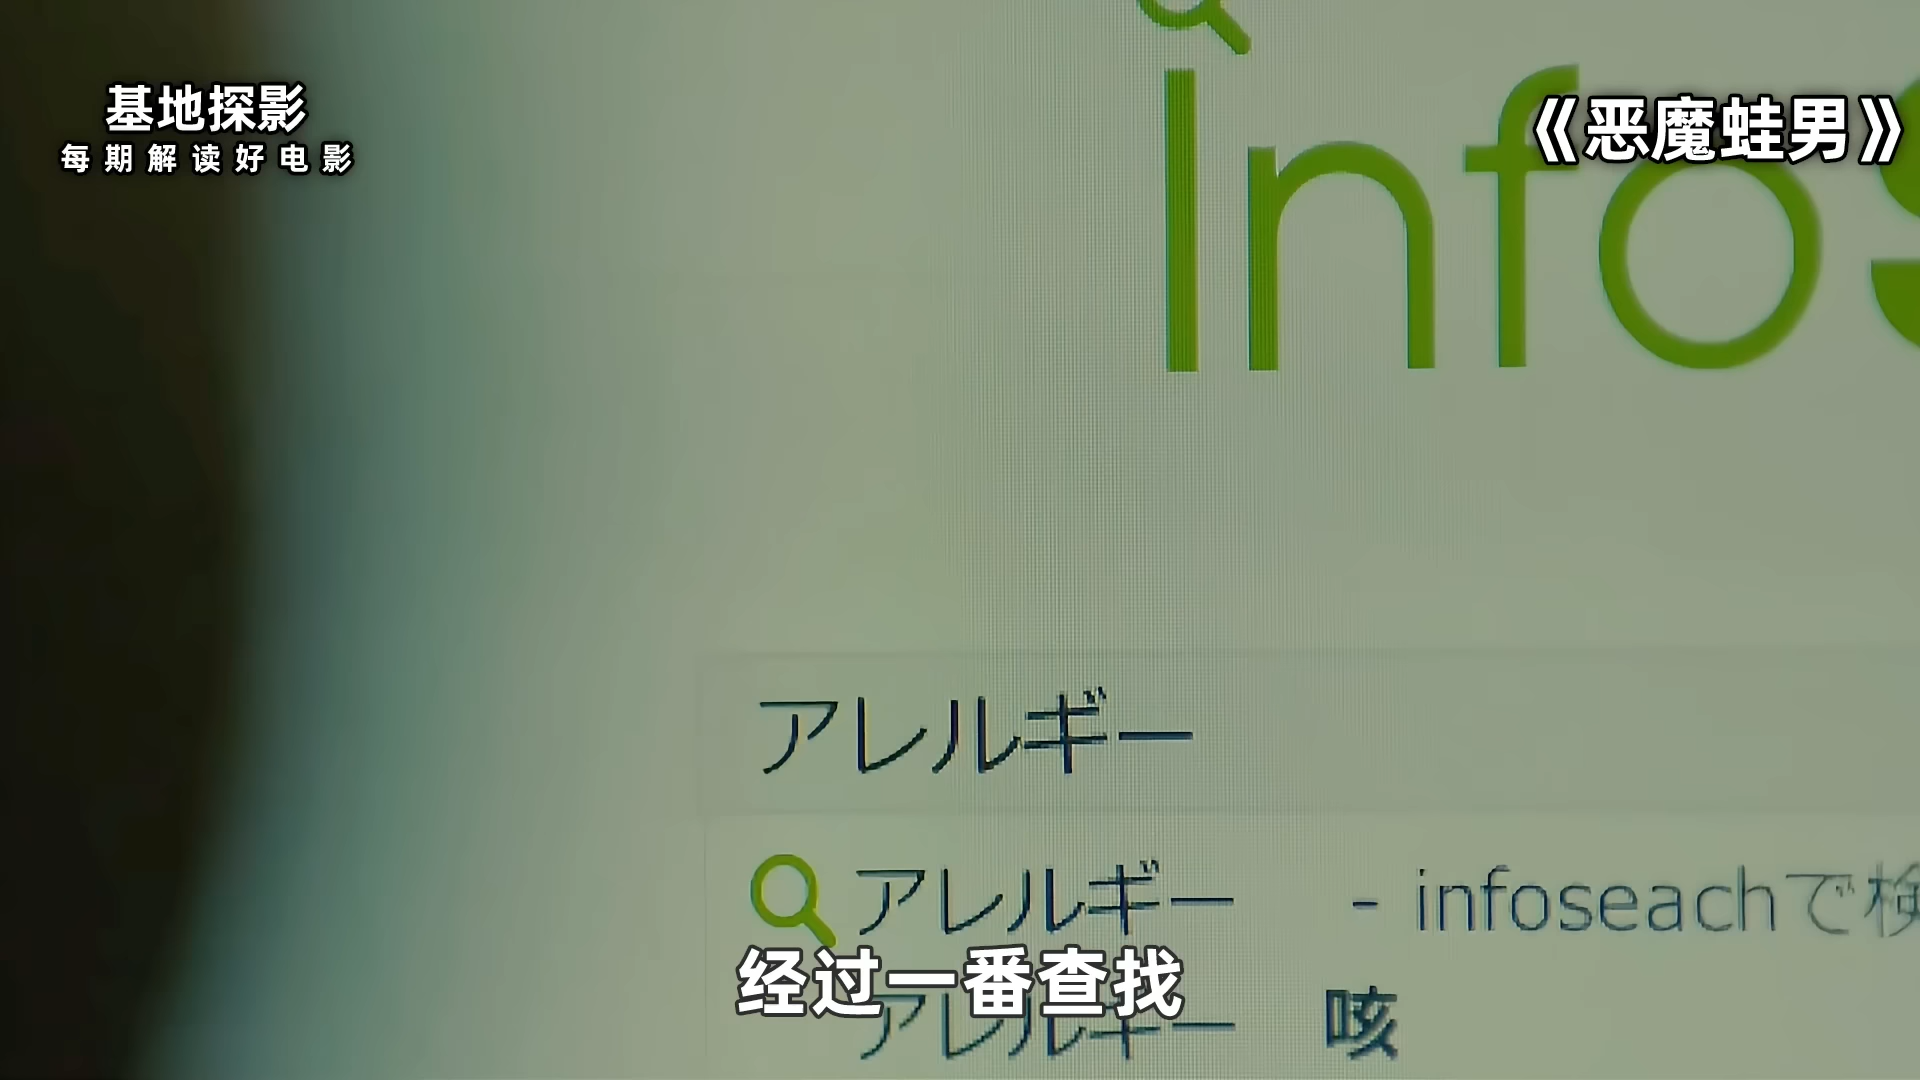 基地探影
每期解读好电影
《恶魔蛙男》
Info
アレルギー
アレルギー - infoseachで検
アレルギー 咳
经过一番查找